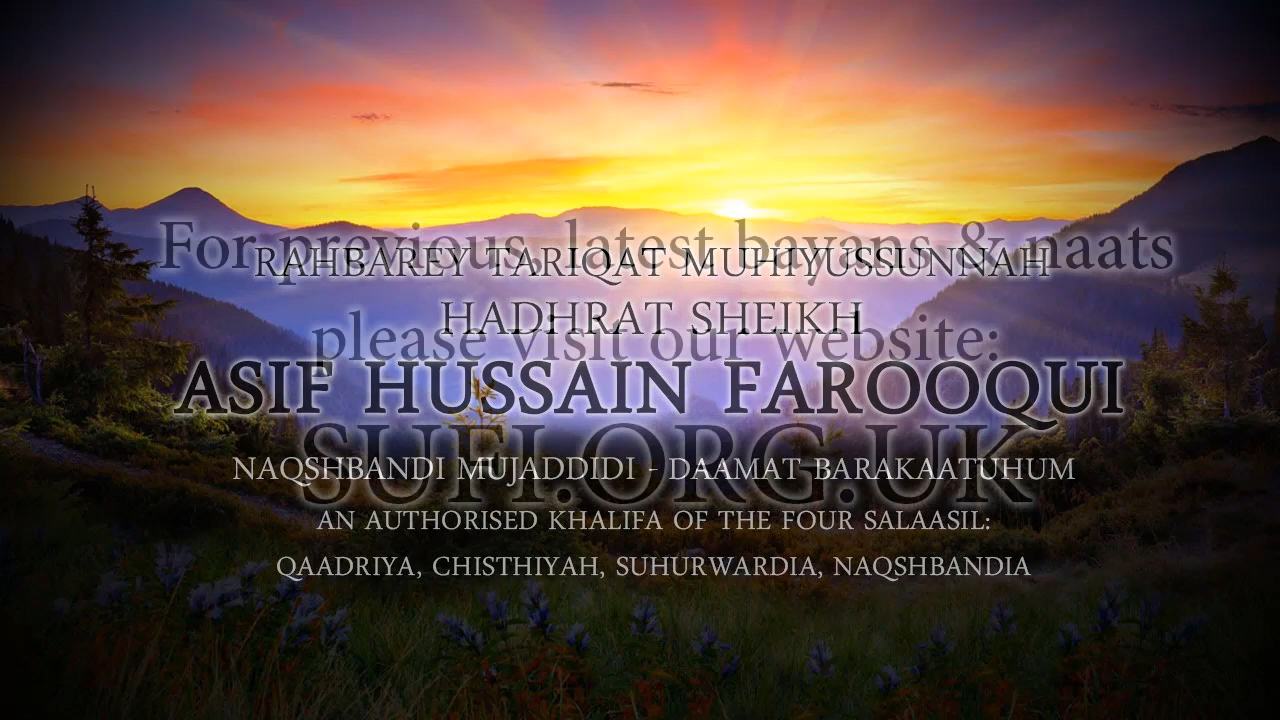 For previous, latest bayans & naats
RAHBAREY TARIQAT MUHIYUSSUNNAH
HADHRAT SHEIKH
please visit our website:
ASIF HUSSAIN FAROOQUI
SUFI.ORG.UK
NAQSHBANDI MUJADDIDI - DAAMAT BARAKAATUHUM
AN AUTHORISED KHALIFA OF THE FOUR SALAASIL:
QAADRIYA, CHISTHIYAH, SUHURWARDIA, NAQSHBANDIA